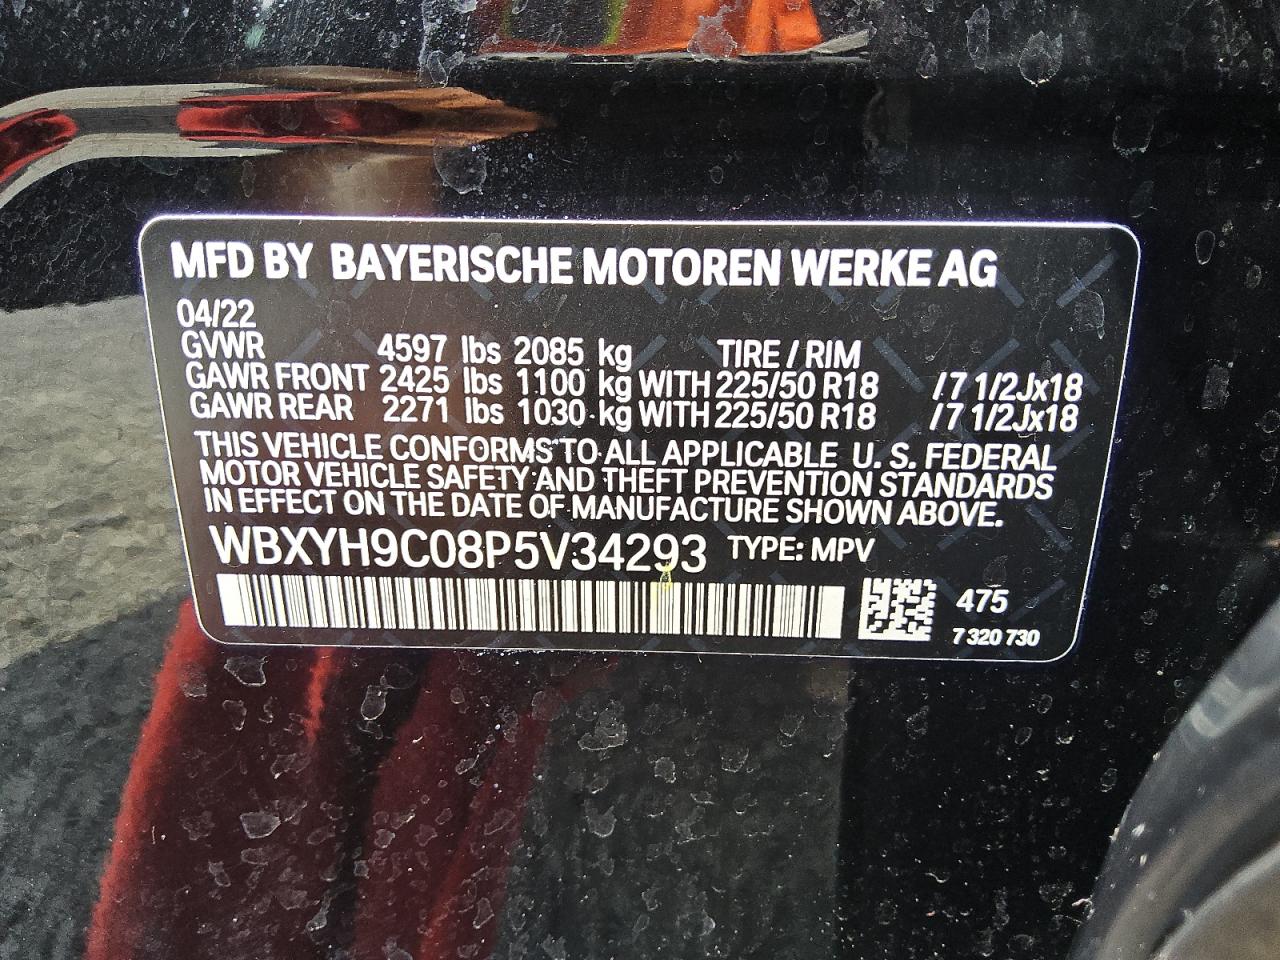 MFD BY BAYERISCHE MOTOREN WERKE AG
04/22
GVWR 4597 lbs 2085 kg TIRE / RIM
GAWR FRONT 2425 lbs 1100 kg WITH 225/50 R18 /7 1/2Jx18
GAWR REAR 2271 lbs 1030 kg WITH 225/50 R18 /7 1/2Jx18
THIS VEHICLE CONFORMS TO ALL APPLICABLE U. S. FEDERAL
MOTOR VEHICLE SAFETY AND THEFT PREVENTION STANDARDS
IN EFFECT ON THE DATE OF MANUFACTURE SHOWN ABOVE.
WBXYH9C08P5V34293 TYPE: MPV
475
7 320 730